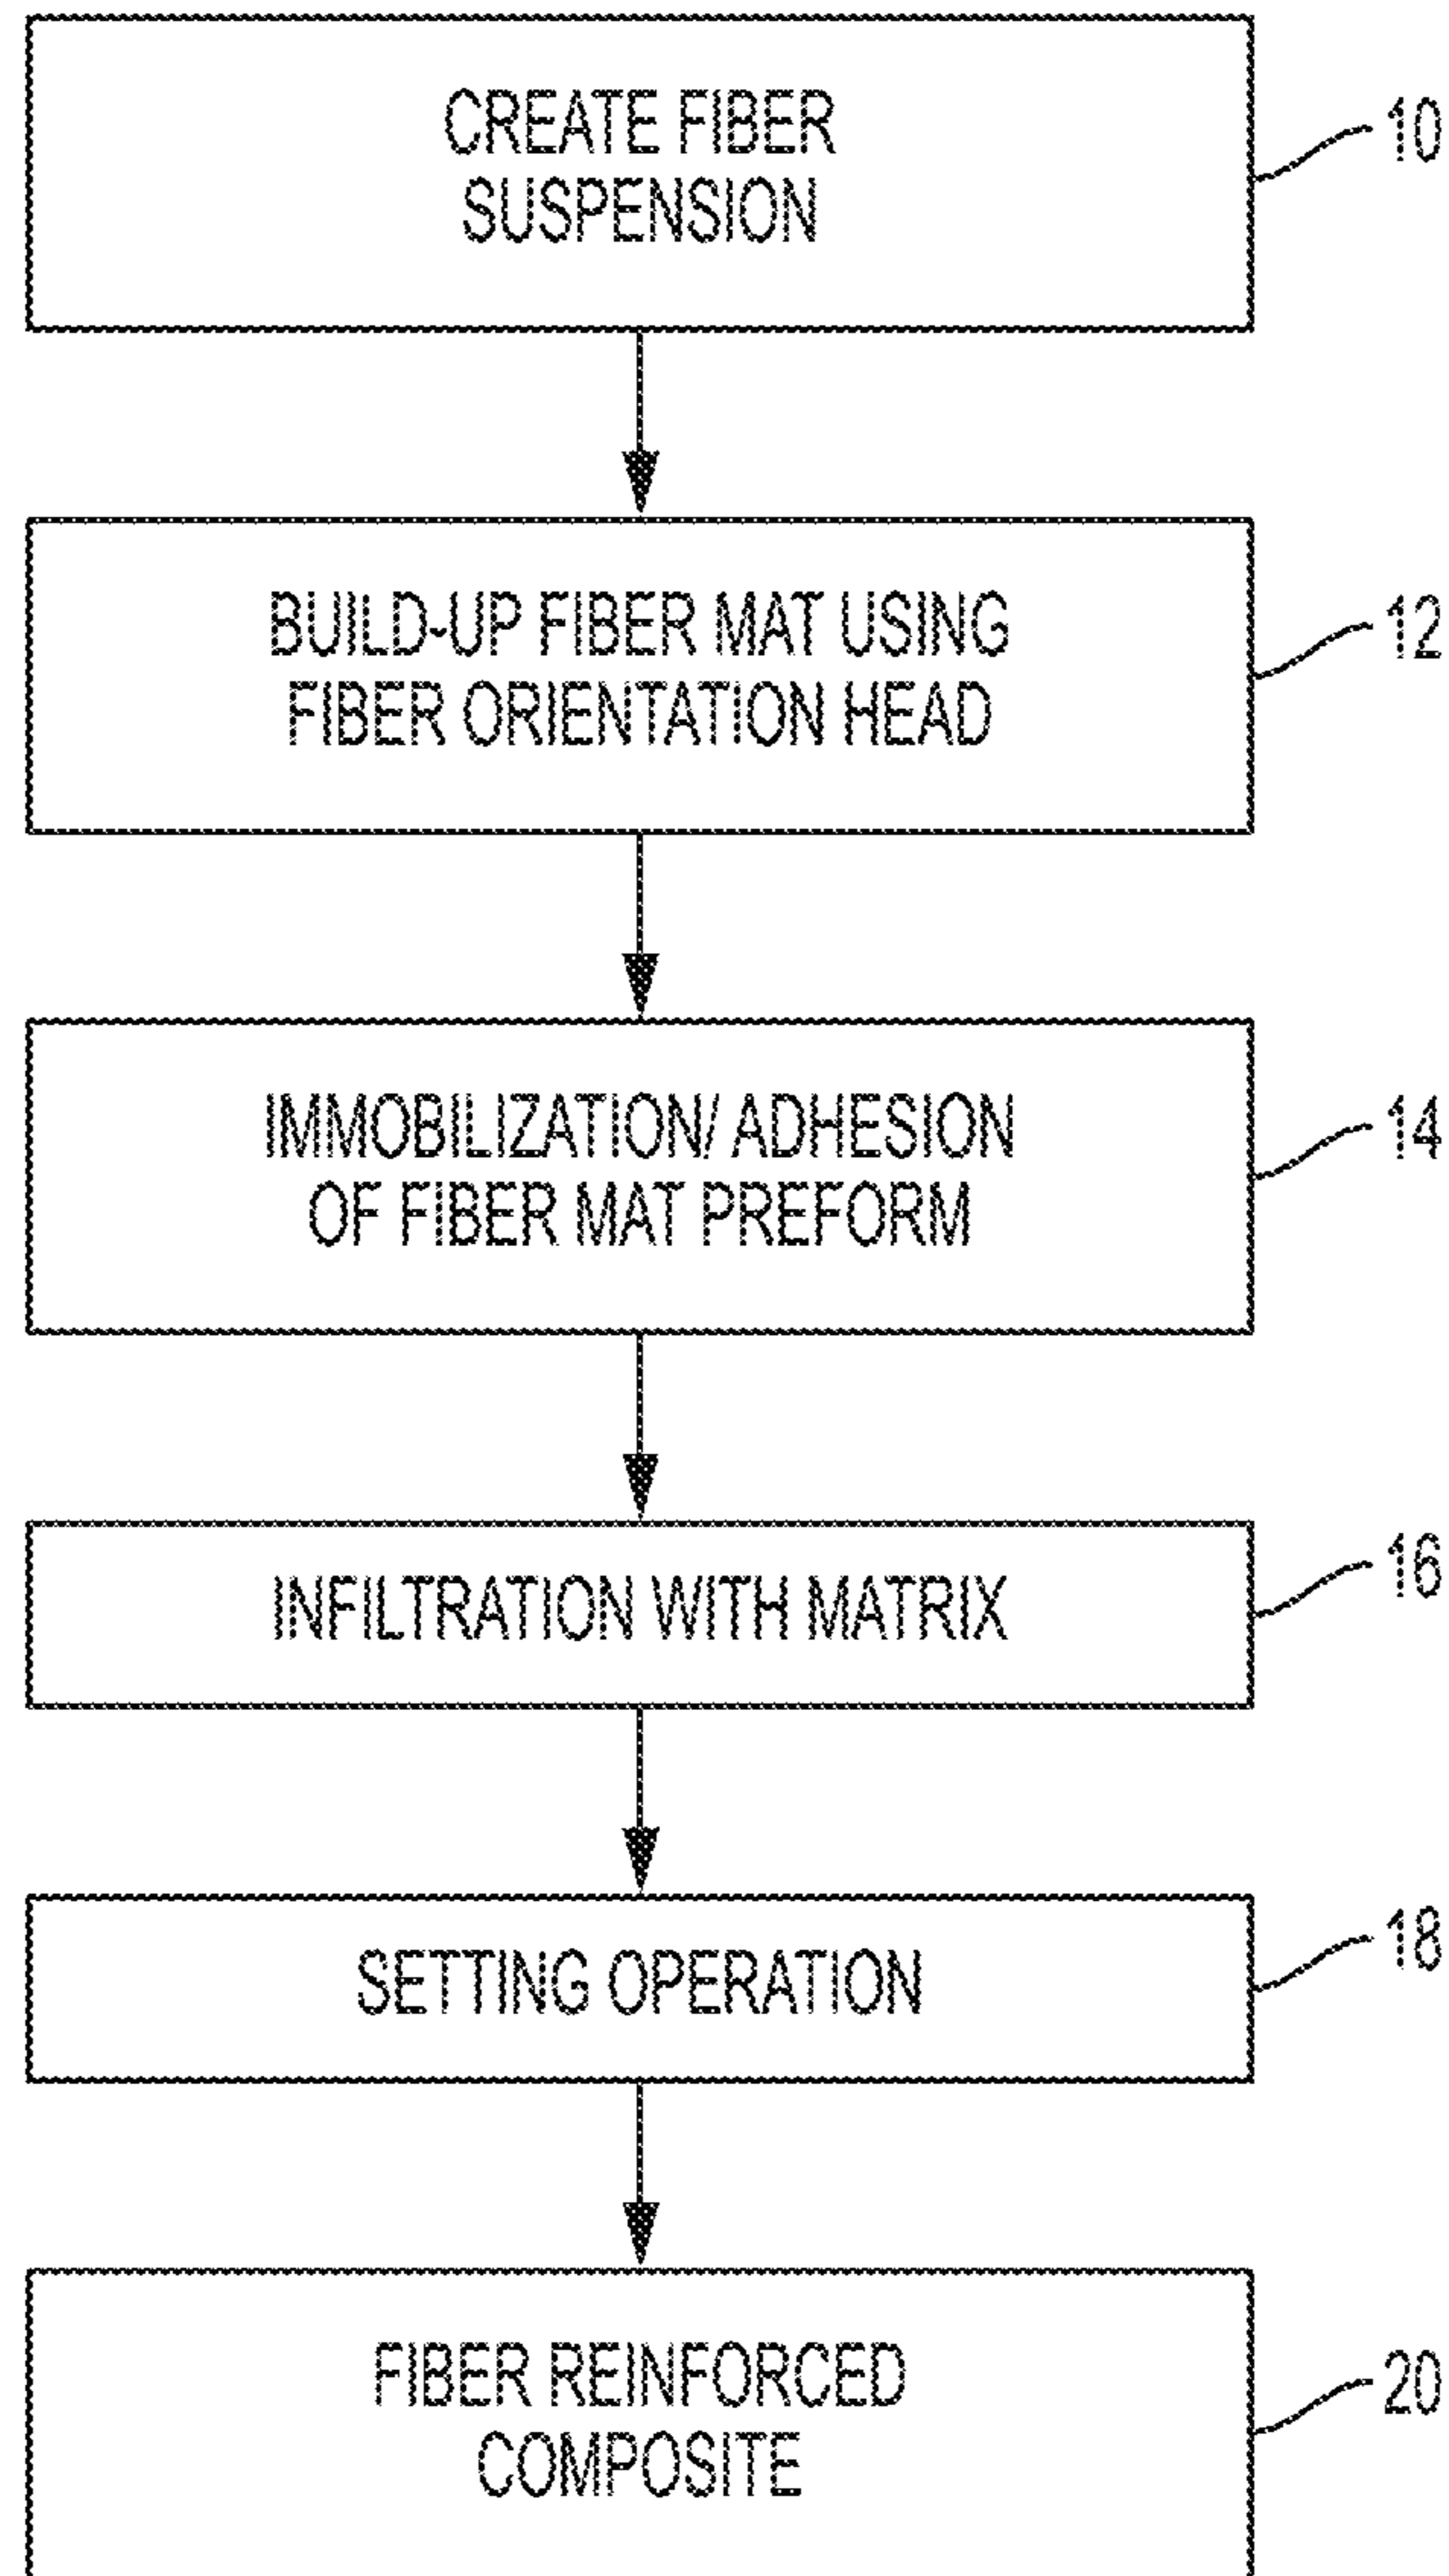 CREATE FIBER
SUSPENSION
10
BUILD-UP FIBER MAT USING
FIBER ORIENTATION HEAD
12
IMMOBILIZATION/ ADHESION
OF FIBER MAT PREFORM
14
INFILTRATION WITH MATRIX
16
SETTING OPERATION
18
FIBER REINFORCED
COMPOSITE
20